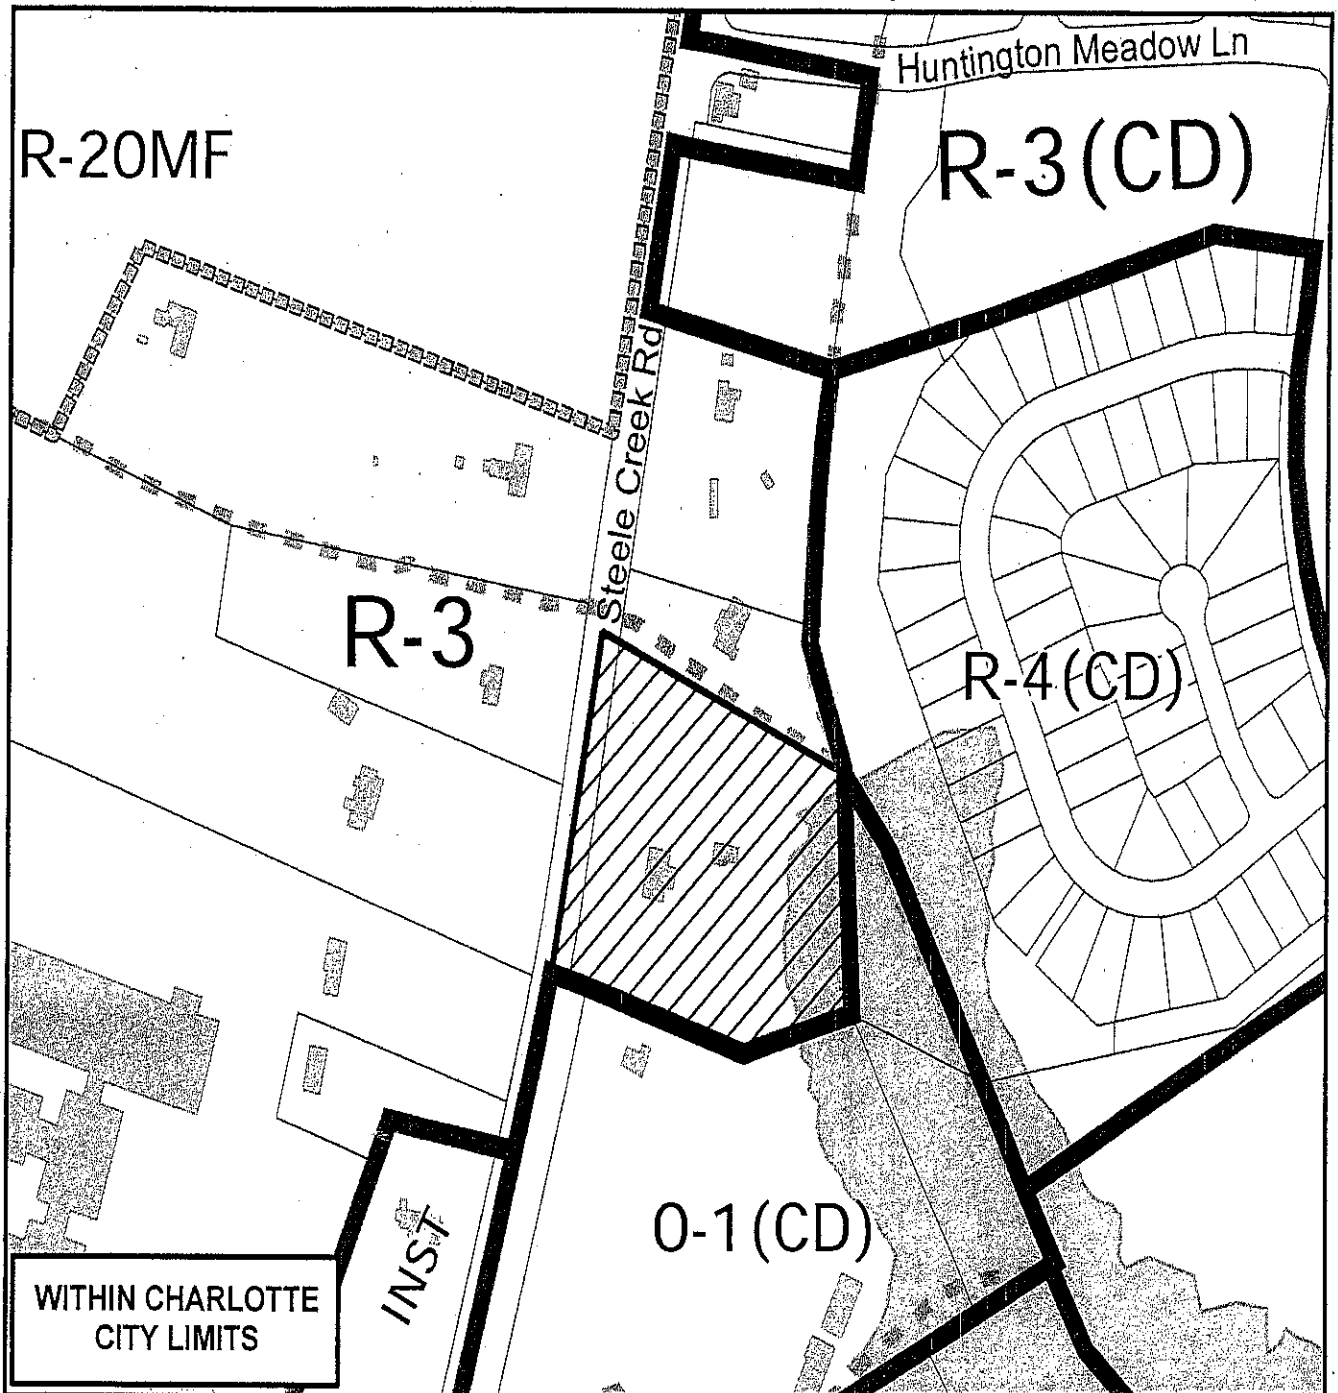 Huntington Meadow Ln
R-20MF
R-3(CD)
Steele Creek Rd
R-3
R-4(CD)
O-1(CD)
INST
WITHIN CHARLOTTE
CITY LIMITS